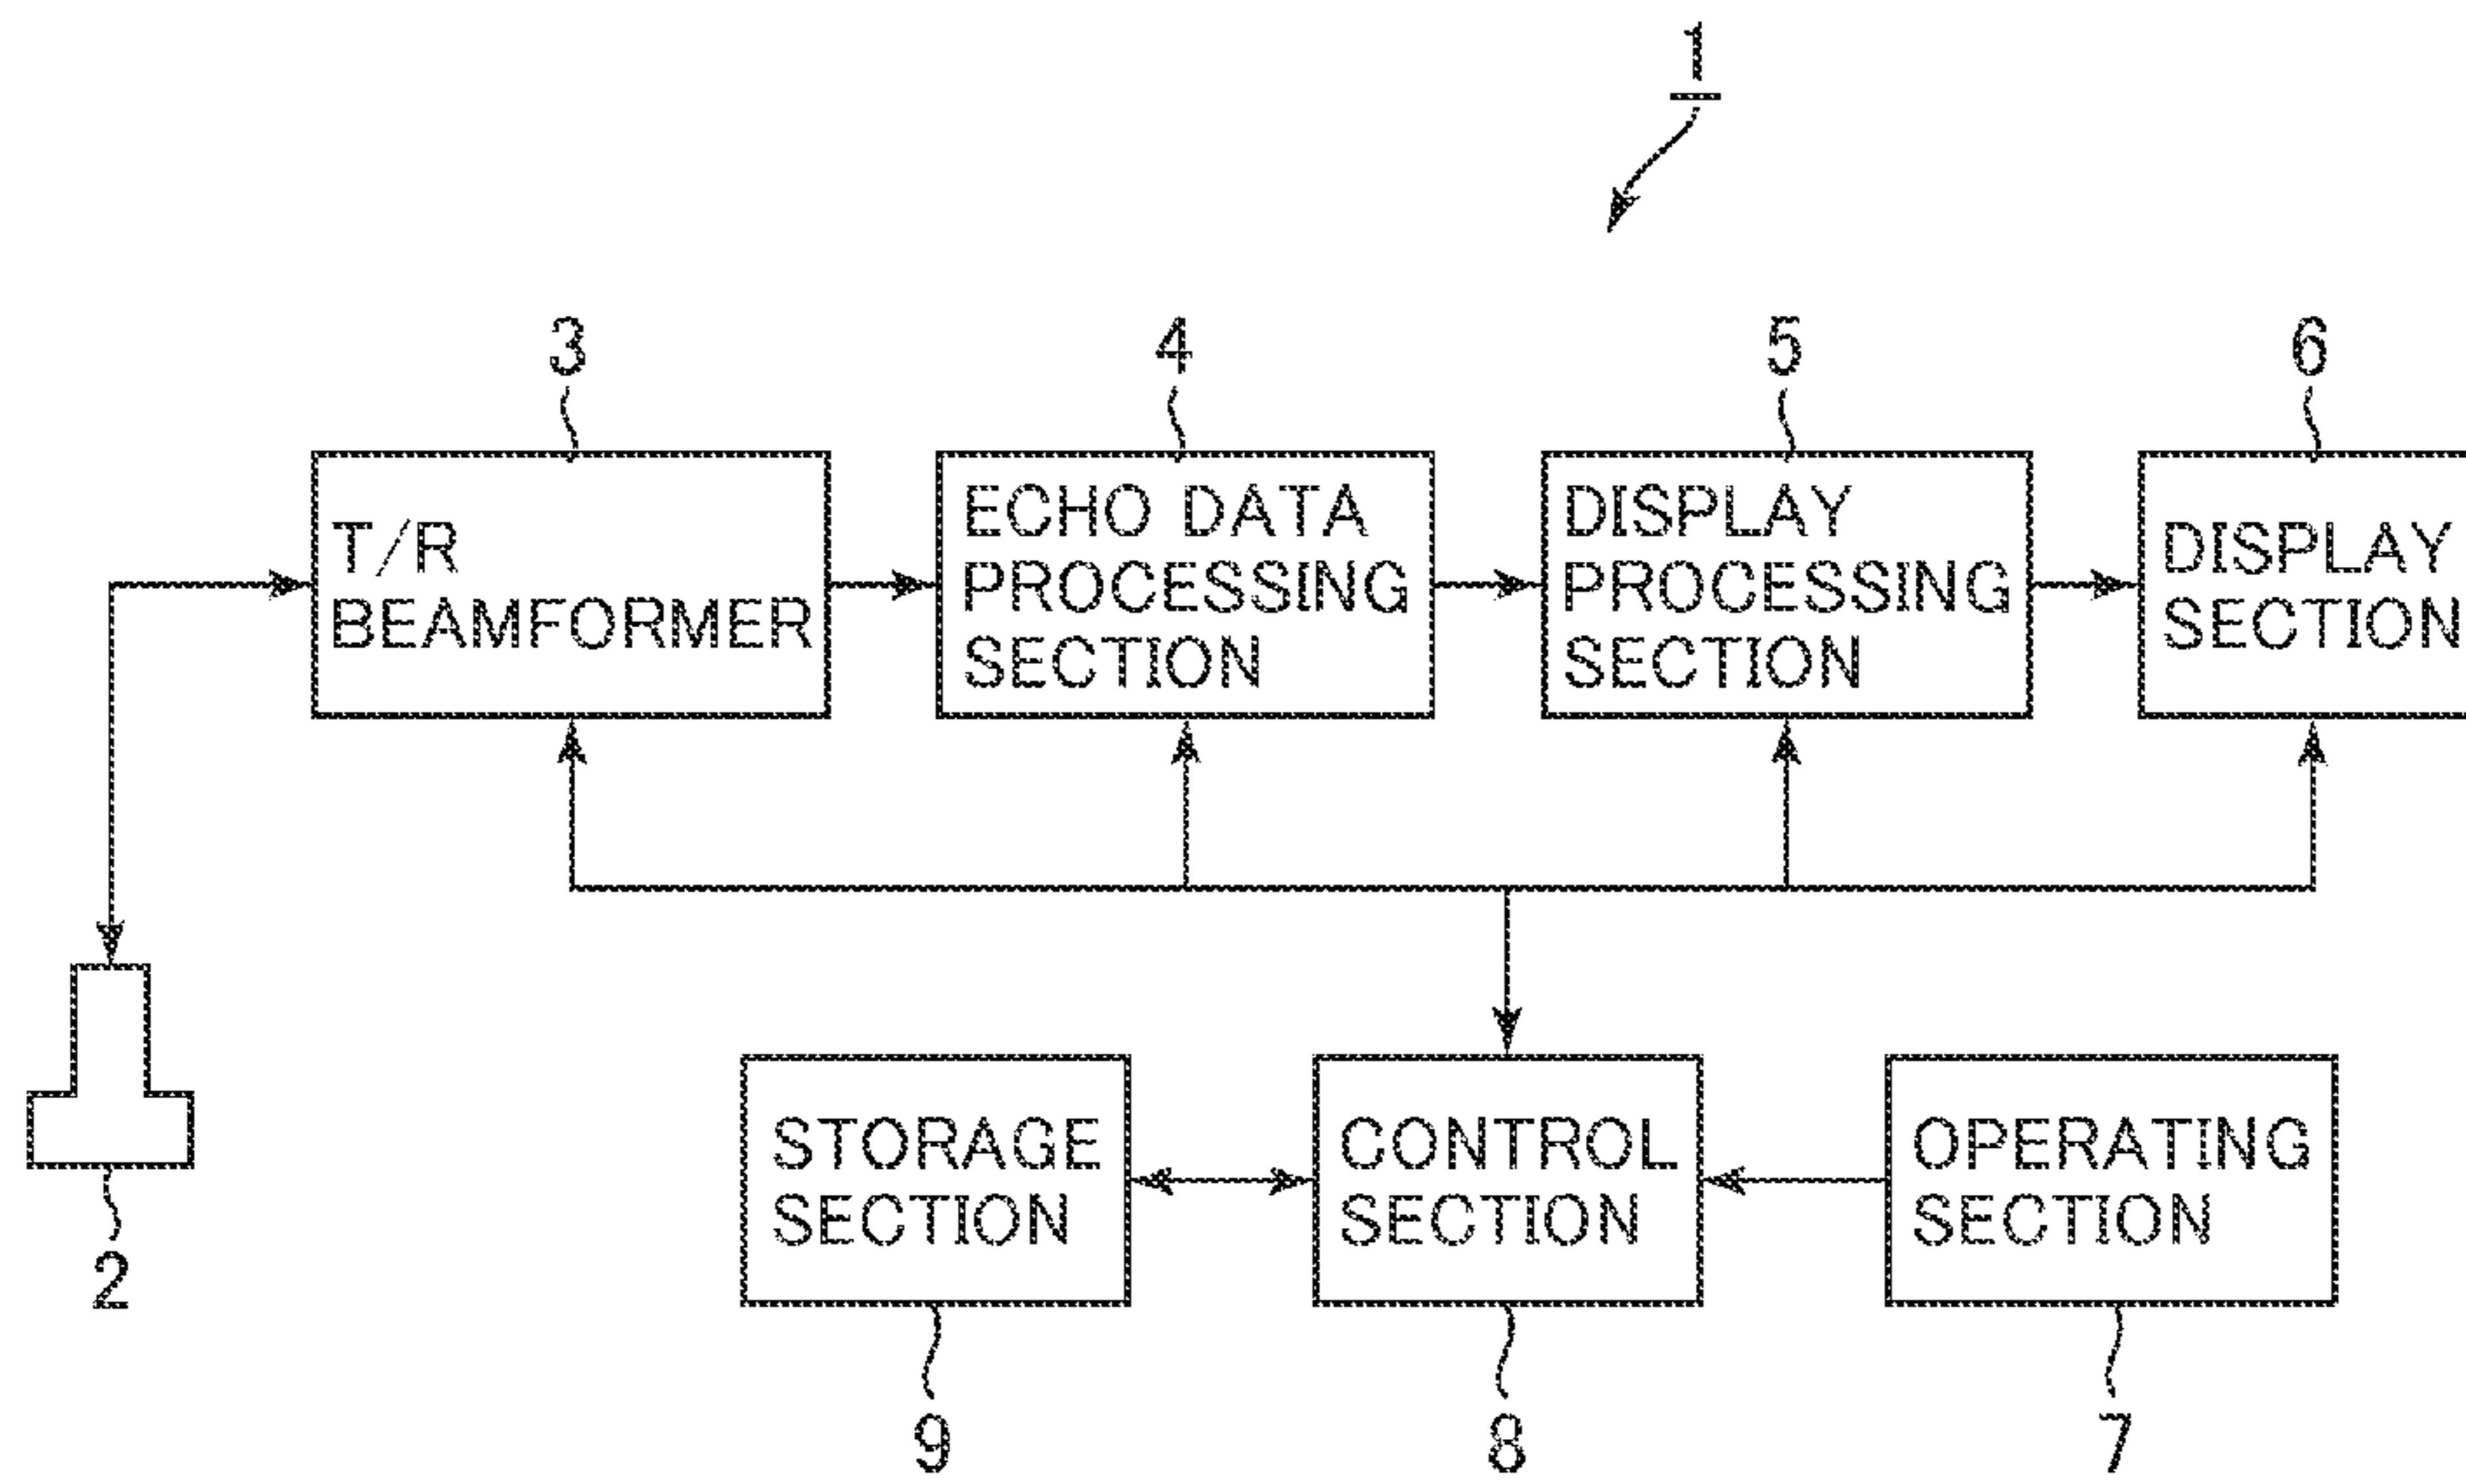 1
3
4
5
6
T/R
BEAMFORMER
ECHO DATA
PROCESSING
SECTION
DISPLAY
PROCESSING
SECTION
DISPLAY
SECTION
STORAGE
SECTION
CONTROL
SECTION
OPERATING
SECTION
2
9
8
7